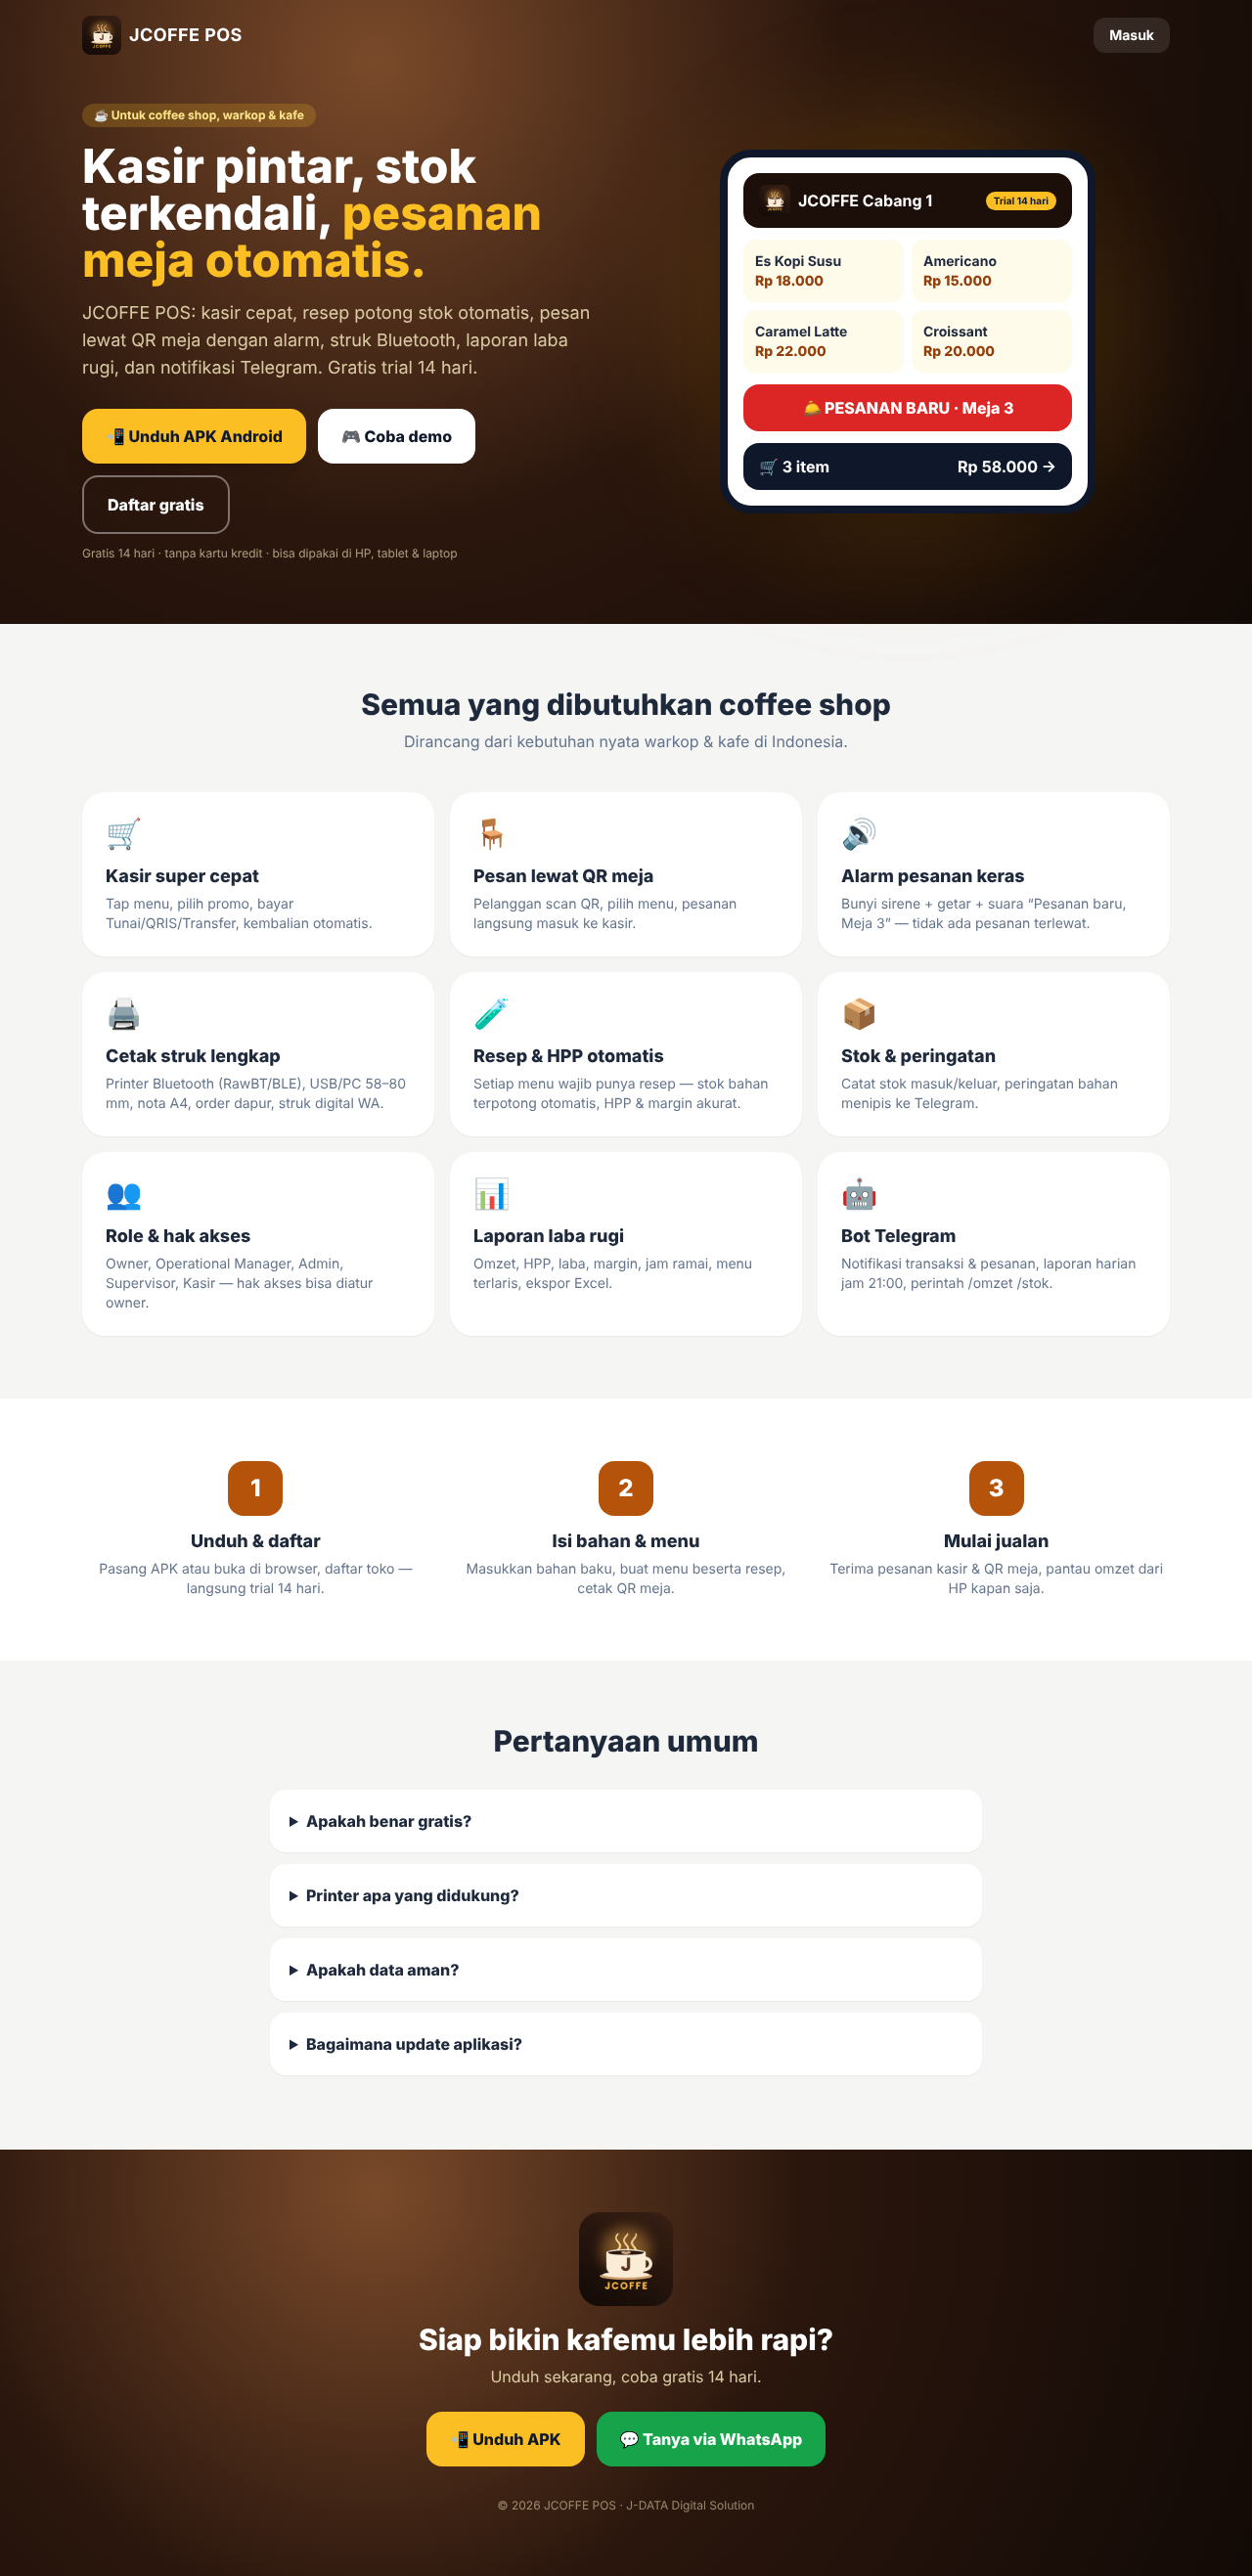 JCOFFE
JCOFFE POS
Masuk
Untuk coffee shop, warkop & kafe
Kasir pintar, stok
terkendali, pesanan
meja otomatis.
JCOFFE POS: kasir cepat, resep potong stok otomatis, pesan
lewat QR meja dengan alarm, struk Bluetooth, laporan laba
rugi, dan notifikasi Telegram. Gratis trial 14 hari.
Unduh APK Android
Coba demo
Daftar gratis
Gratis 14 hari · tanpa kartu kredit · bisa dipakai di HP, tablet & laptop
JCOFFE Cabang 1
Trial 14 hari
Es Kopi Susu
Rp 18.000
Americano
Rp 15.000
Caramel Latte
Rp 22.000
Croissant
Rp 20.000
PESANAN BARU · Meja 3
3 item
Rp 58.000 →
Semua yang dibutuhkan coffee shop
Dirancang dari kebutuhan nyata warkop & kafe di Indonesia.
Kasir super cepat
Tap menu, pilih promo, bayar
Tunai/QRIS/Transfer, kembalian otomatis.
Pesan lewat QR meja
Pelanggan scan QR, pilih menu, pesanan
langsung masuk ke kasir.
Alarm pesanan keras
Bunyi sirene + getar + suara “Pesanan baru,
Meja 3” — tidak ada pesanan terlewat.
Cetak struk lengkap
Printer Bluetooth (RawBT/BLE), USB/PC 58–80
mm, nota A4, order dapur, struk digital WA.
Resep & HPP otomatis
Setiap menu wajib punya resep — stok bahan
terpotong otomatis, HPP & margin akurat.
Stok & peringatan
Catat stok masuk/keluar, peringatan bahan
menipis ke Telegram.
Role & hak akses
Owner, Operational Manager, Admin,
Supervisor, Kasir — hak akses bisa diatur
owner.
Laporan laba rugi
Omzet, HPP, laba, margin, jam ramai, menu
terlaris, ekspor Excel.
Bot Telegram
Notifikasi transaksi & pesanan, laporan harian
jam 21:00, perintah /omzet /stok.
1
Unduh & daftar
Pasang APK atau buka di browser, daftar toko —
langsung trial 14 hari.
2
Isi bahan & menu
Masukkan bahan baku, buat menu beserta resep,
cetak QR meja.
3
Mulai jualan
Terima pesanan kasir & QR meja, pantau omzet dari
HP kapan saja.
Pertanyaan umum
Apakah benar gratis?
Printer apa yang didukung?
Apakah data aman?
Bagaimana update aplikasi?
J
JCOFFE
Siap bikin kafemu lebih rapi?
Unduh sekarang, coba gratis 14 hari.
Unduh APK
Tanya via WhatsApp
© 2026 JCOFFE POS · J-DATA Digital Solution